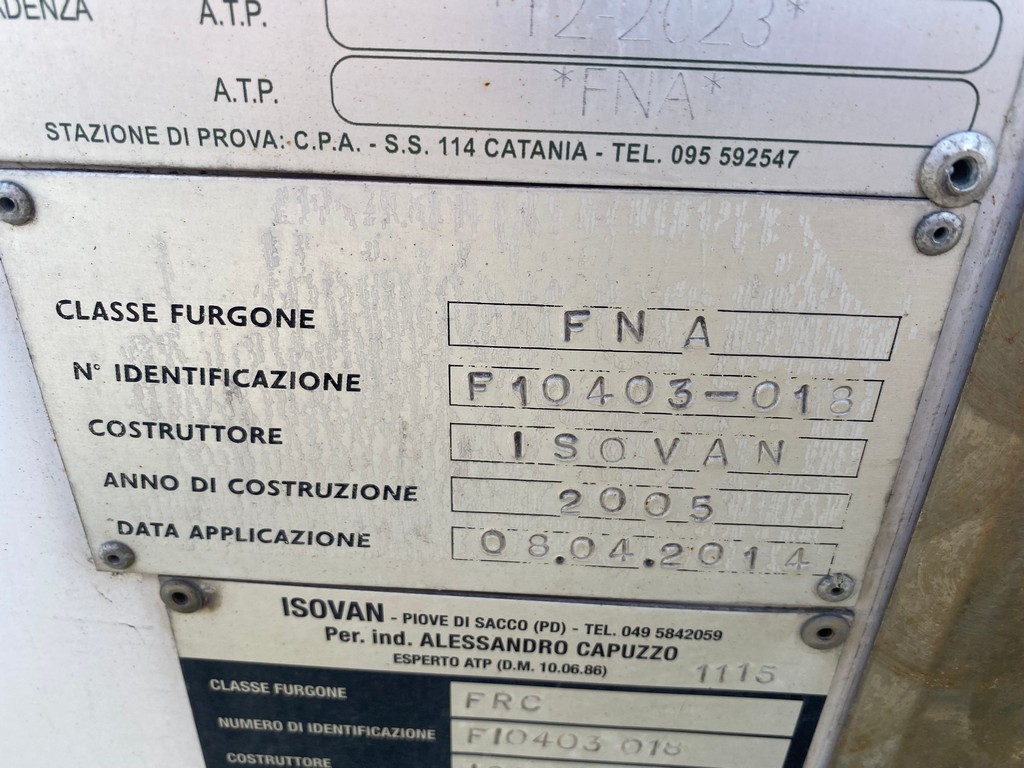 A.T.P. 12-2023*
A.T.P. *FNA*
STAZIONE DI PROVA: C.P.A. - S.S. 114 CATANIA - TEL. 095 592547
CLASSE FURGONE FNA
N° IDENTIFICAZIONE F10403-018
COSTRUTTORE ISOVAN
ANNO DI COSTRUZIONE 2005
DATA APPLICAZIONE 08.04.2014
ISOVAN - PIOVE DI SACCO (PD) - TEL. 049 5842059
Per. ind. ALESSANDRO CAPUZZO
ESPERTO ATP (D.M. 10.06.86) 1115
CLASSE FURGONE FRC
NUMERO DI IDENTIFICAZIONE F10403 018
COSTRUTTORE